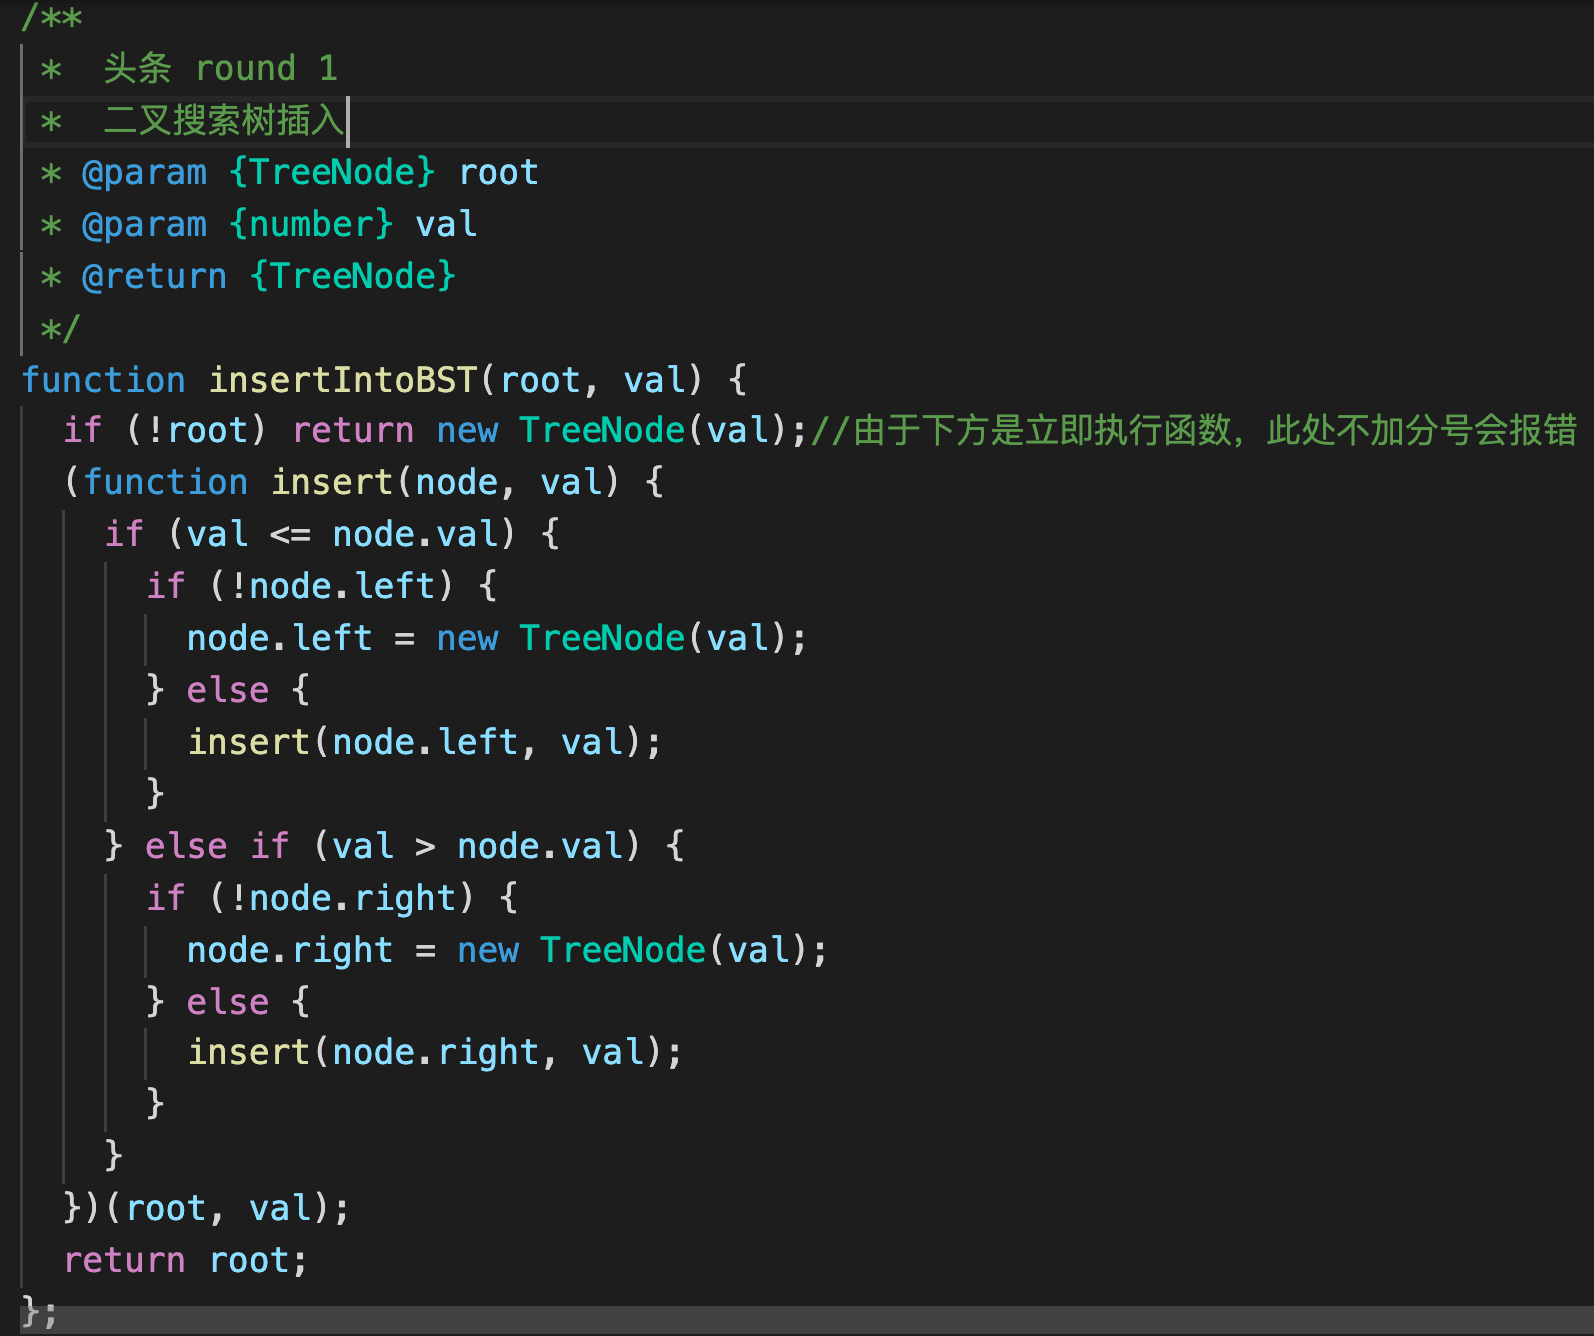 /**
 *  头条 round 1
 *  二叉搜索树插入
 * @param {TreeNode} root
 * @param {number} val
 * @return {TreeNode}
 */
function insertIntoBST(root, val) {
  if (!root) return new TreeNode(val);//由于下方是立即执行函数，此处不加分号会报错
  (function insert(node, val) {
    if (val <= node.val) {
      if (!node.left) {
        node.left = new TreeNode(val);
      } else {
        insert(node.left, val);
      }
    } else if (val > node.val) {
      if (!node.right) {
        node.right = new TreeNode(val);
      } else {
        insert(node.right, val);
      }
    }
  })(root, val);
  return root;
};